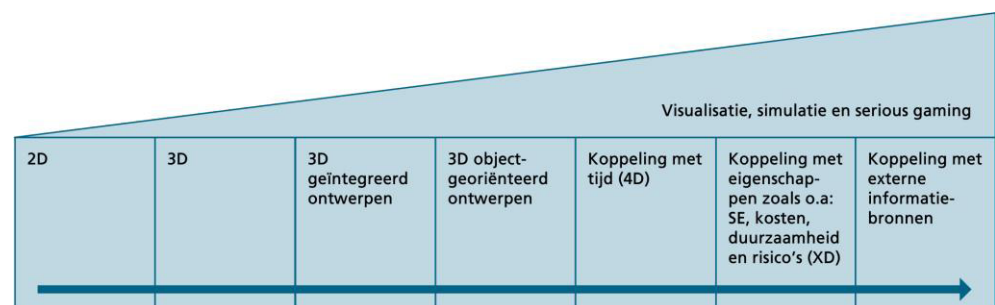 Visualisatie, simulatie en serious gaming
2D
3D
3D
geïntegreerd
ontwerpen
3D object-
georiënteerd
ontwerpen
Koppeling met
tijd (4D)
Koppeling met
eigenschap-
pen zoals o.a:
SE, kosten,
duurzaamheid
en risico's (XD)
Koppeling met
externe
informatie-
bronnen